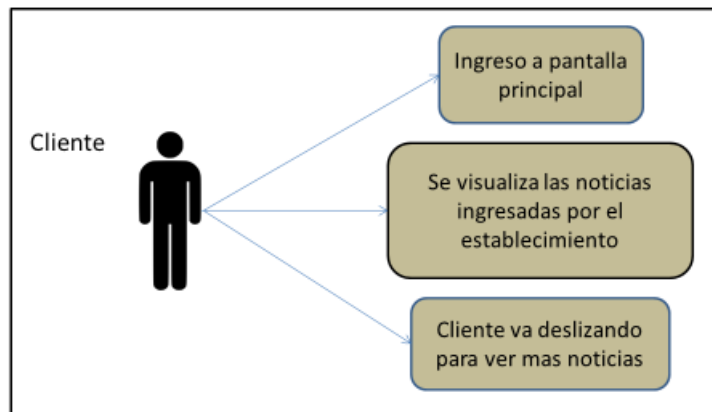 Cliente
Ingreso a pantalla
principal
Se visualiza las noticias
ingresadas por el
establecimiento
Cliente va deslizando
para ver mas noticias